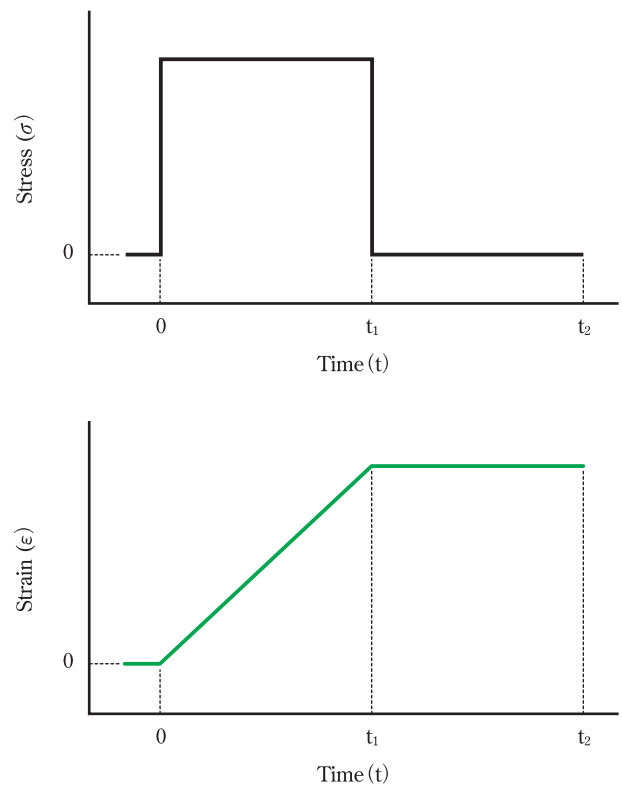 Stress (σ)
0
0
t₁
t₂
Time (t)
Strain (ε)
0
0
t₁
t₂
Time (t)